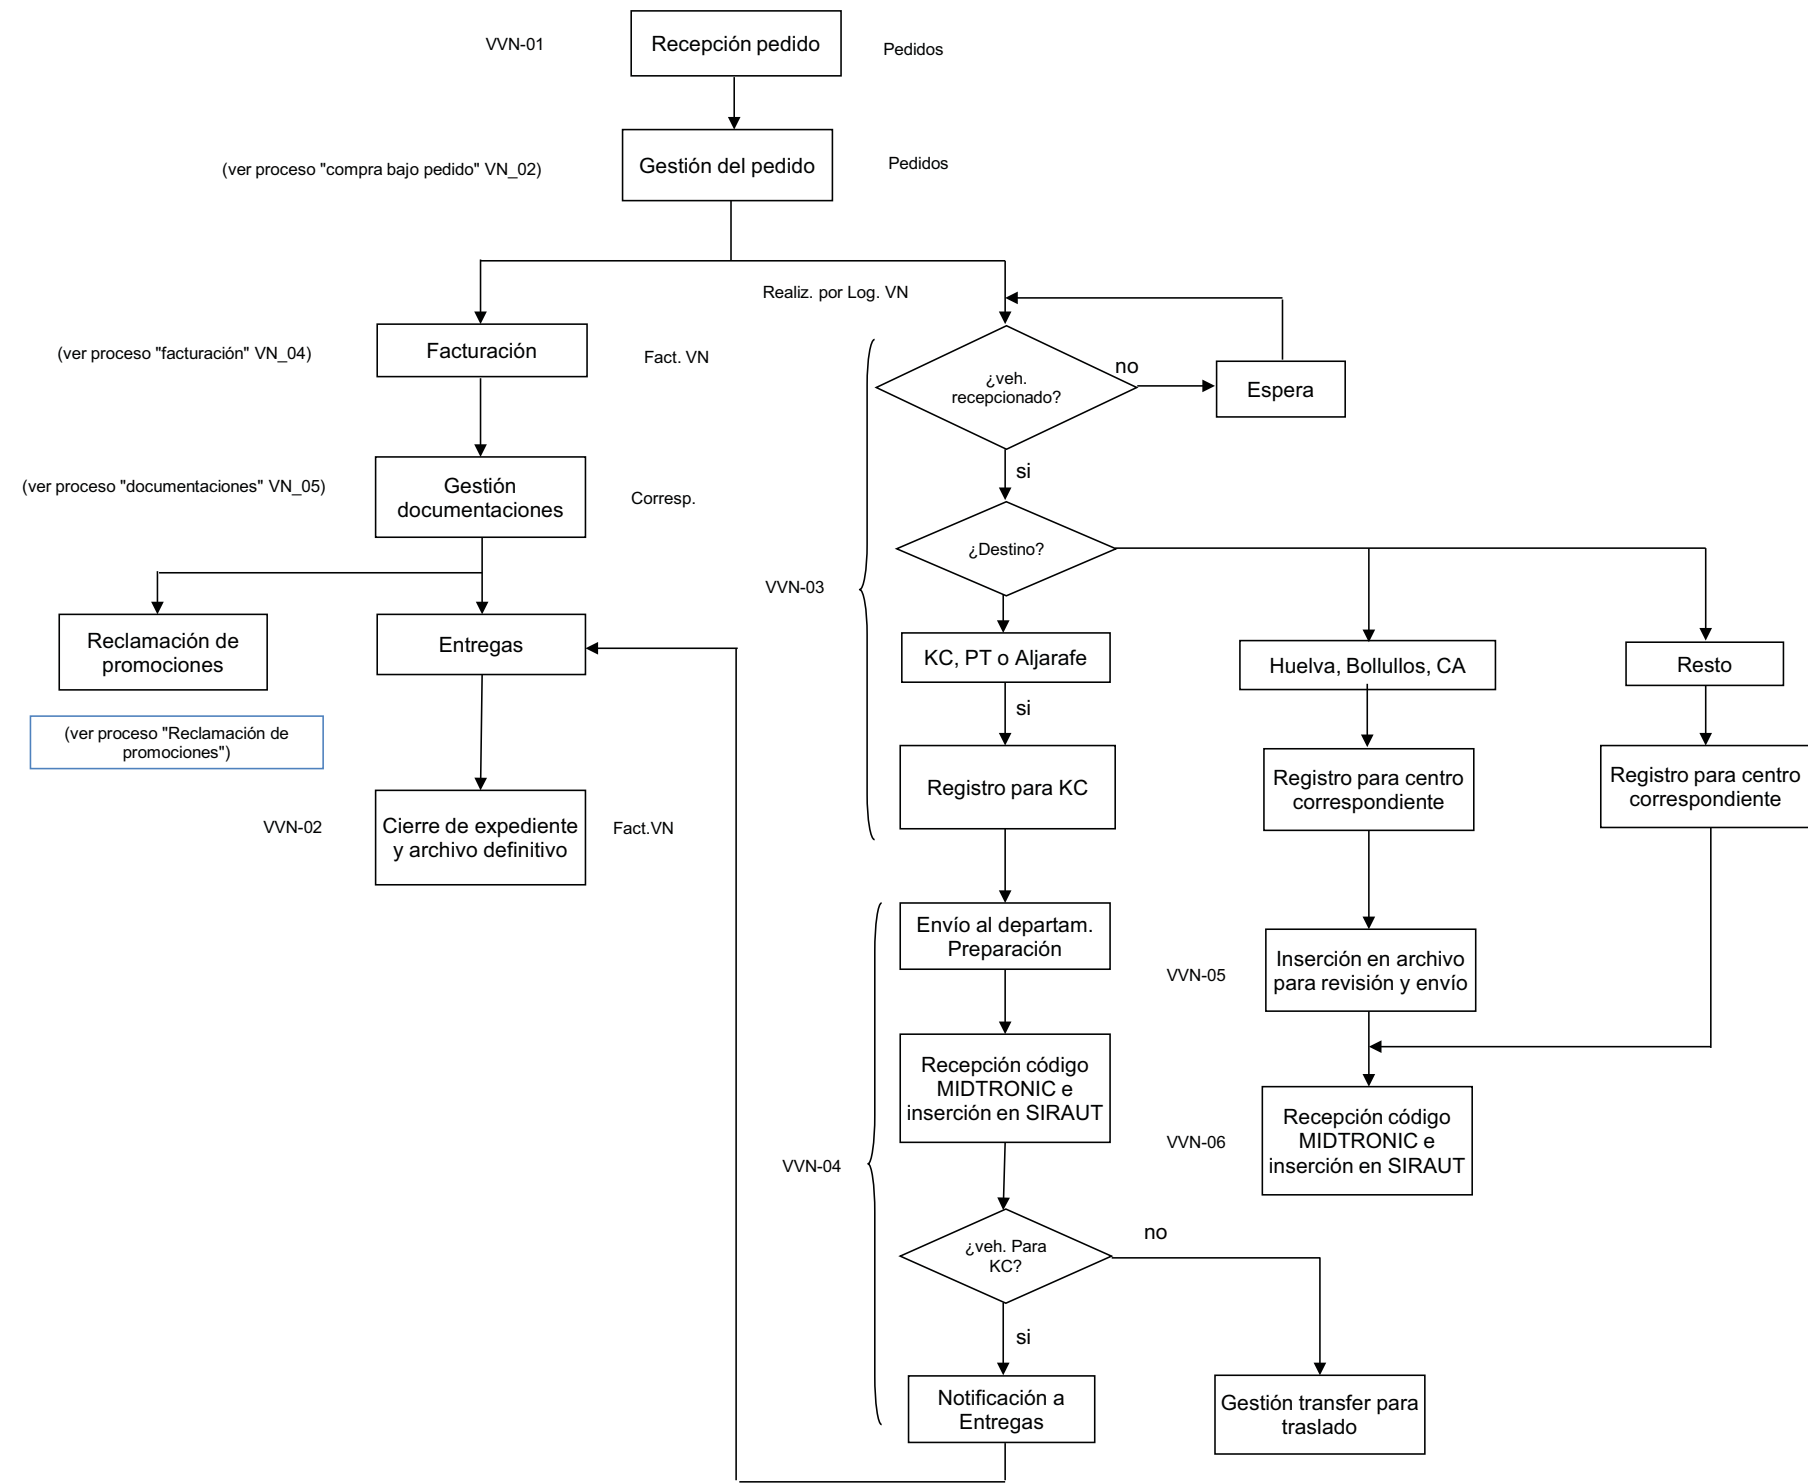 VVN-01
Recepción pedido
Pedidos
(ver proceso "compra bajo pedido" VN_02)
Gestión del pedido
Pedidos
Realiz. por Log. VN
(ver proceso "facturación" VN_04)
Facturación
Fact. VN
¿veh.
recepcionado?
no
Espera
si
(ver proceso "documentaciones" VN_05)
Gestión
documentaciones
Corresp.
¿Destino?
VVN-03
Reclamación de
promociones
Entregas
KC, PT o Aljarafe
Huelva, Bollullos, CA
Resto
si
(ver proceso "Reclamación de
promociones")
Registro para KC
Registro para centro
correspondiente
Registro para centro
correspondiente
VVN-02
Cierre de expediente
y archivo definitivo
Fact.VN
Envío al departam.
Preparación
VVN-05
Inserción en archivo
para revisión y envío
Recepción código
MIDTRONIC e
inserción en SIRAUT
VVN-06
Recepción código
MIDTRONIC e
inserción en SIRAUT
VVN-04
¿veh. Para
KC?
no
si
Notificación a
Entregas
Gestión transfer para
traslado